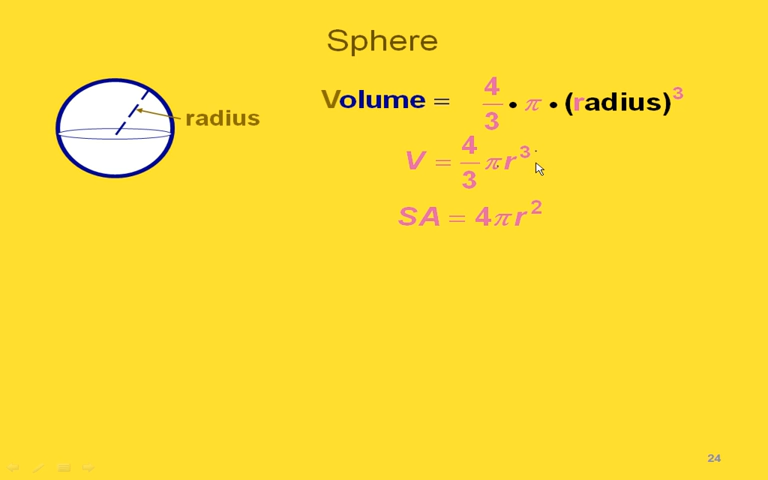 Sphere
radius
Volume = 4/3 • π • (radius)³
V = 4/3 πr³
SA = 4πr²
24